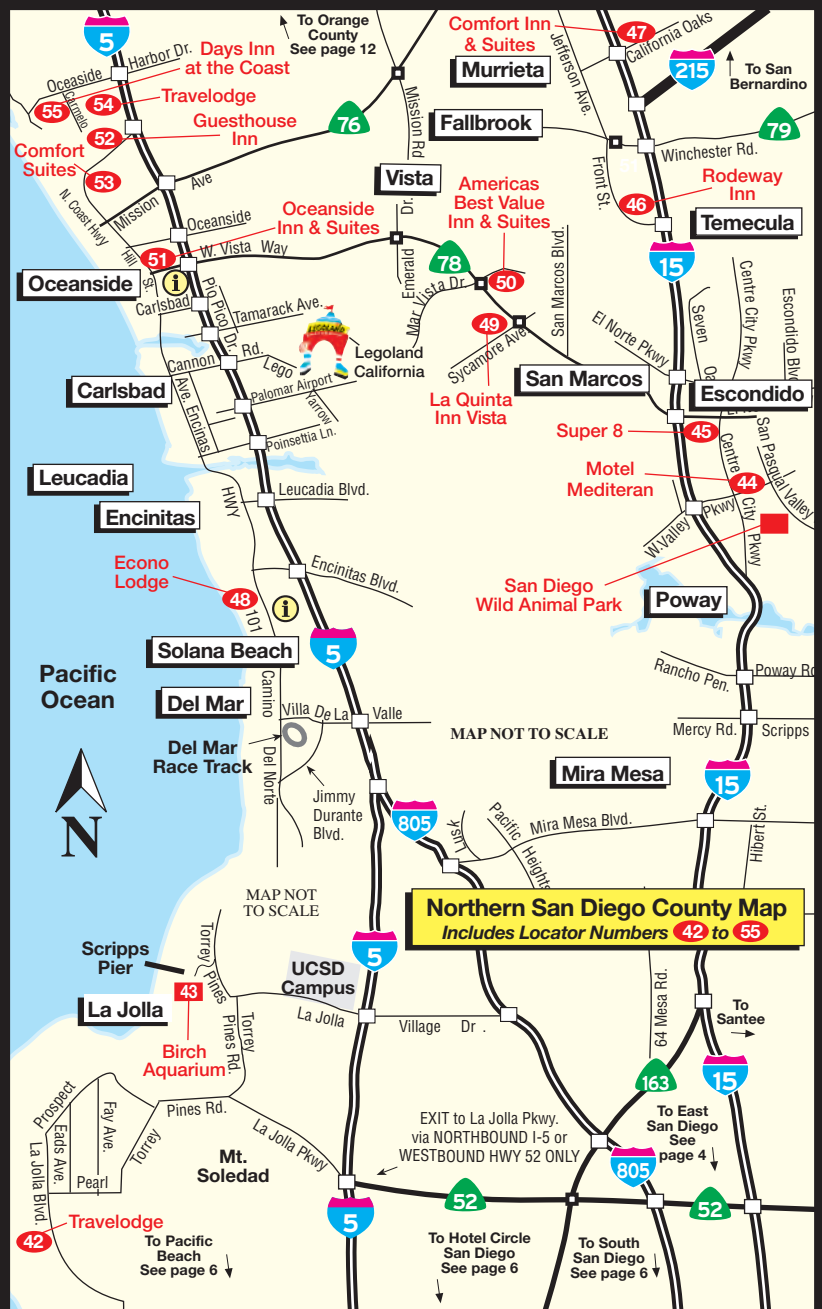 5
To Orange
County
See page 12
Harbor Dr.
Oceaside
Days Inn
at the Coast
55
Carmelo
54
Travelodge
52
Guesthouse
Inn
Comfort
Suites
53
76
Mission Rd
Mission Ave
N. Coast Hwy
Hill St.
Vista
Oceanside
Oceanside
Inn & Suites
51
W. Vista Way
Oceanside
i
Emerald Dr.
Mar Vista Dr.
78
Americas
Best Value
Inn & Suites
50
San Marcos Blvd.
49
Sycamore Ave
La Quinta
Inn Vista
San Marcos
Comfort Inn
& Suites
47
California Oaks
Murrieta
Jefferson Ave.
215
To San
Bernardino
Fallbrook
79
Winchester Rd.
Front St.
46
Rodeway
Inn
Temecula
15
Centre City Pkwy
Seven Oa
Escondido Blvd
El Norte Pkwy
Escondido
Super 8
45
Motel
Mediteran
44
Centre City Pkwy
San Pasqual Valley
W.Valley Pkwy
San Diego
Wild Animal Park
Carlsbad
Pio Pico Dr.
Tamarack Ave.
LEGOLAND
Legoland
California
Cannon Rd.
Lego
Carlsbad
Ave. Encinas
Palomar Airport
Yarrow
Poinsettia Ln.
Leucadia
HWY
Leucadia Blvd.
Encinitas
Econo
Lodge
48
101
i
Encinitas Blvd.
Poway
Solana Beach
5
Pacific
Ocean
Rancho Pen.
Poway Rd
Del Mar
Camino Del Norte
Villa De La Valle
MAP NOT TO SCALE
Mercy Rd.
Scripps
Del Mar
Race Track
Jimmy
Durante
Blvd.
Mira Mesa
15
N
805
Lusk
Pacific Heights
Mira Mesa Blvd.
Hibert St.
MAP NOT
TO SCALE
Northern San Diego County Map
Includes Locator Numbers 42 to 55
Scripps
Pier
Torrey Pines
43
UCSD
Campus
5
La Jolla
Birch
Aquarium
Torrey
Pines Rd.
La Jolla Village Dr .
64 Mesa Rd.
To
Santee
163
15
Prospect
Fay Ave.
Eads Ave.
La Jolla Blvd.
Pearl
Torrey Pines Rd.
La Jolla Pkwy
Mt.
Soledad
EXIT to La Jolla Pkwy.
via NORTHBOUND I-5 or
WESTBOUND HWY 52 ONLY
To East
San Diego
See
page 4
805
52
52
5
42
Travelodge
To Pacific
Beach
See page 6
To Hotel Circle
San Diego
See page 6
To South
San Diego
See page 6